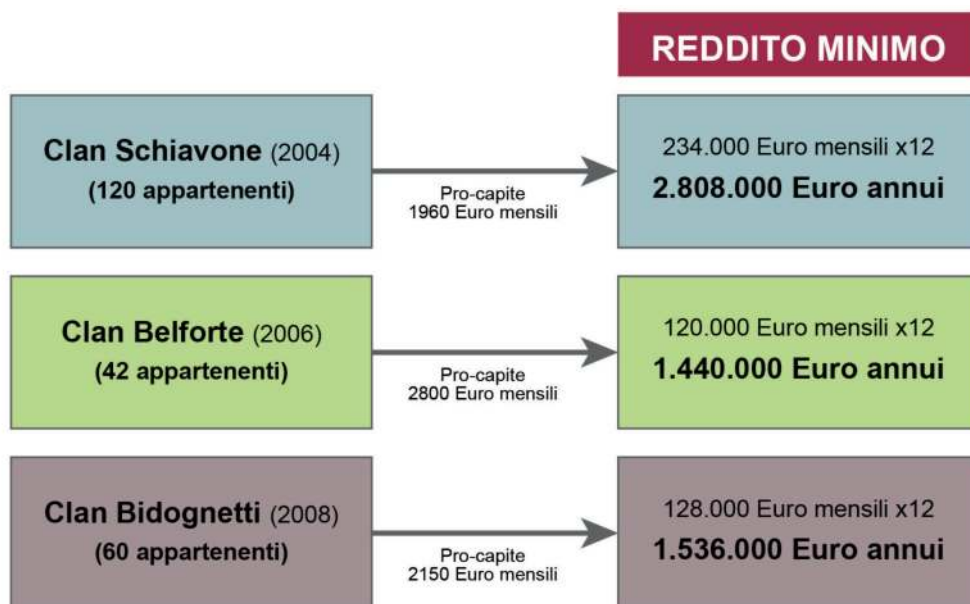 REDDITO MINIMO
Clan Schiavone (2004)
(120 appartenenti)
Pro-capite
1960 Euro mensili
234.000 Euro mensili x12
2.808.000 Euro annui
Clan Belforte (2006)
(42 appartenenti)
Pro-capite
2800 Euro mensili
120.000 Euro mensili x12
1.440.000 Euro annui
Clan Bidognetti (2008)
(60 appartenenti)
Pro-capite
2150 Euro mensili
128.000 Euro mensili x12
1.536.000 Euro annui